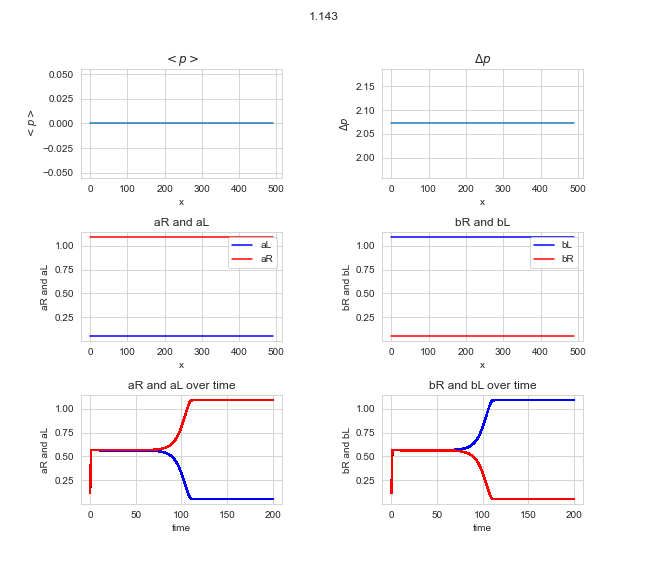 1.143
< p >
Δp
< p >
0.050
0.025
0.000
−0.025
−0.050
0 100 200 300 400 500
x
Δp
2.15
2.10
2.05
2.00
0 100 200 300 400 500
x
aR and aL
bR and bL
aR and aL
1.00
0.75
0.50
0.25
aL
aR
0 100 200 300 400 500
x
bR and bL
1.00
0.75
0.50
0.25
bL
bR
0 100 200 300 400 500
x
aR and aL over time
bR and bL over time
aR and aL
1.00
0.75
0.50
0.25
0 50 100 150 200
time
bR and bL
1.00
0.75
0.50
0.25
0 50 100 150 200
time